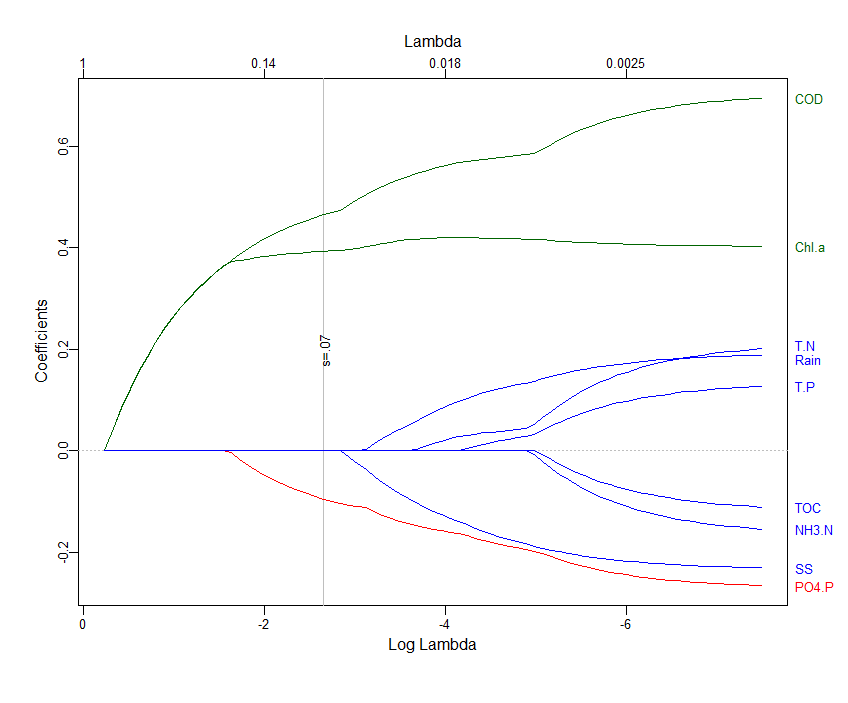 Lambda
1 0.14 0.018 0.0025
COD
0.6
Chl.a
0.4
s=.07
T.N
0.2
Rain
T.P
Coefficients
0.0
TOC
NH3.N
-0.2
SS
PO4.P
0 -2 -4 -6
Log Lambda